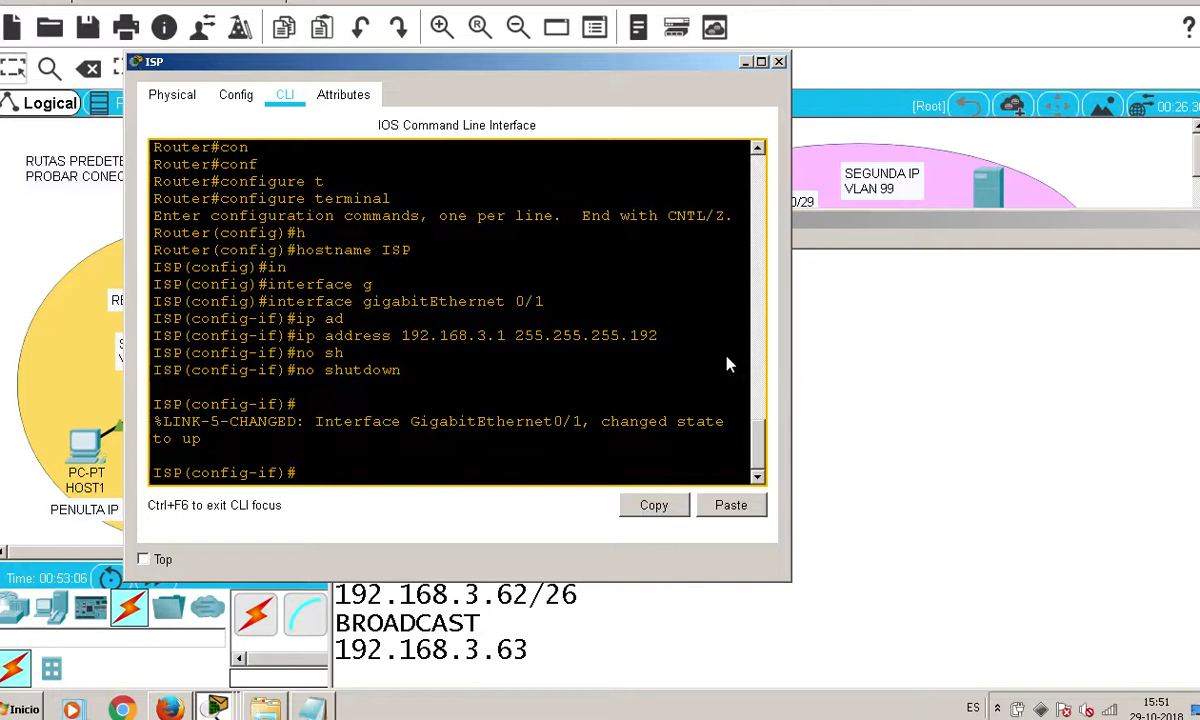 ISP
Physical Config CLI Attributes
Logical
[Root]
00:26:30
IOS Command Line Interface
RUTAS PREDETE
PROBAR CONEC
SEGUNDA IP
VLAN 99
0/29
Router#con
Router#conf
Router#configure t
Router#configure terminal
Enter configuration commands, one per line. End with CNTL/Z.
Router(config)#h
Router(config)#hostname ISP
ISP(config)#in
ISP(config)#interface g
ISP(config)#interface gigabitEthernet 0/1
ISP(config-if)#ip ad
ISP(config-if)#ip address 192.168.3.1 255.255.255.192
ISP(config-if)#no sh
ISP(config-if)#no shutdown
ISP(config-if)#
%LINK-5-CHANGED: Interface GigabitEthernet0/1, changed state
to up
ISP(config-if)#
RE
PC-PT
HOST1
PENULTA IP
Ctrl+F6 to exit CLI focus
Copy Paste
Top
Time: 00:53:06
192.168.3.62/26
BROADCAST
192.168.3.63
Inicio
ES
15:51
29-10-2018